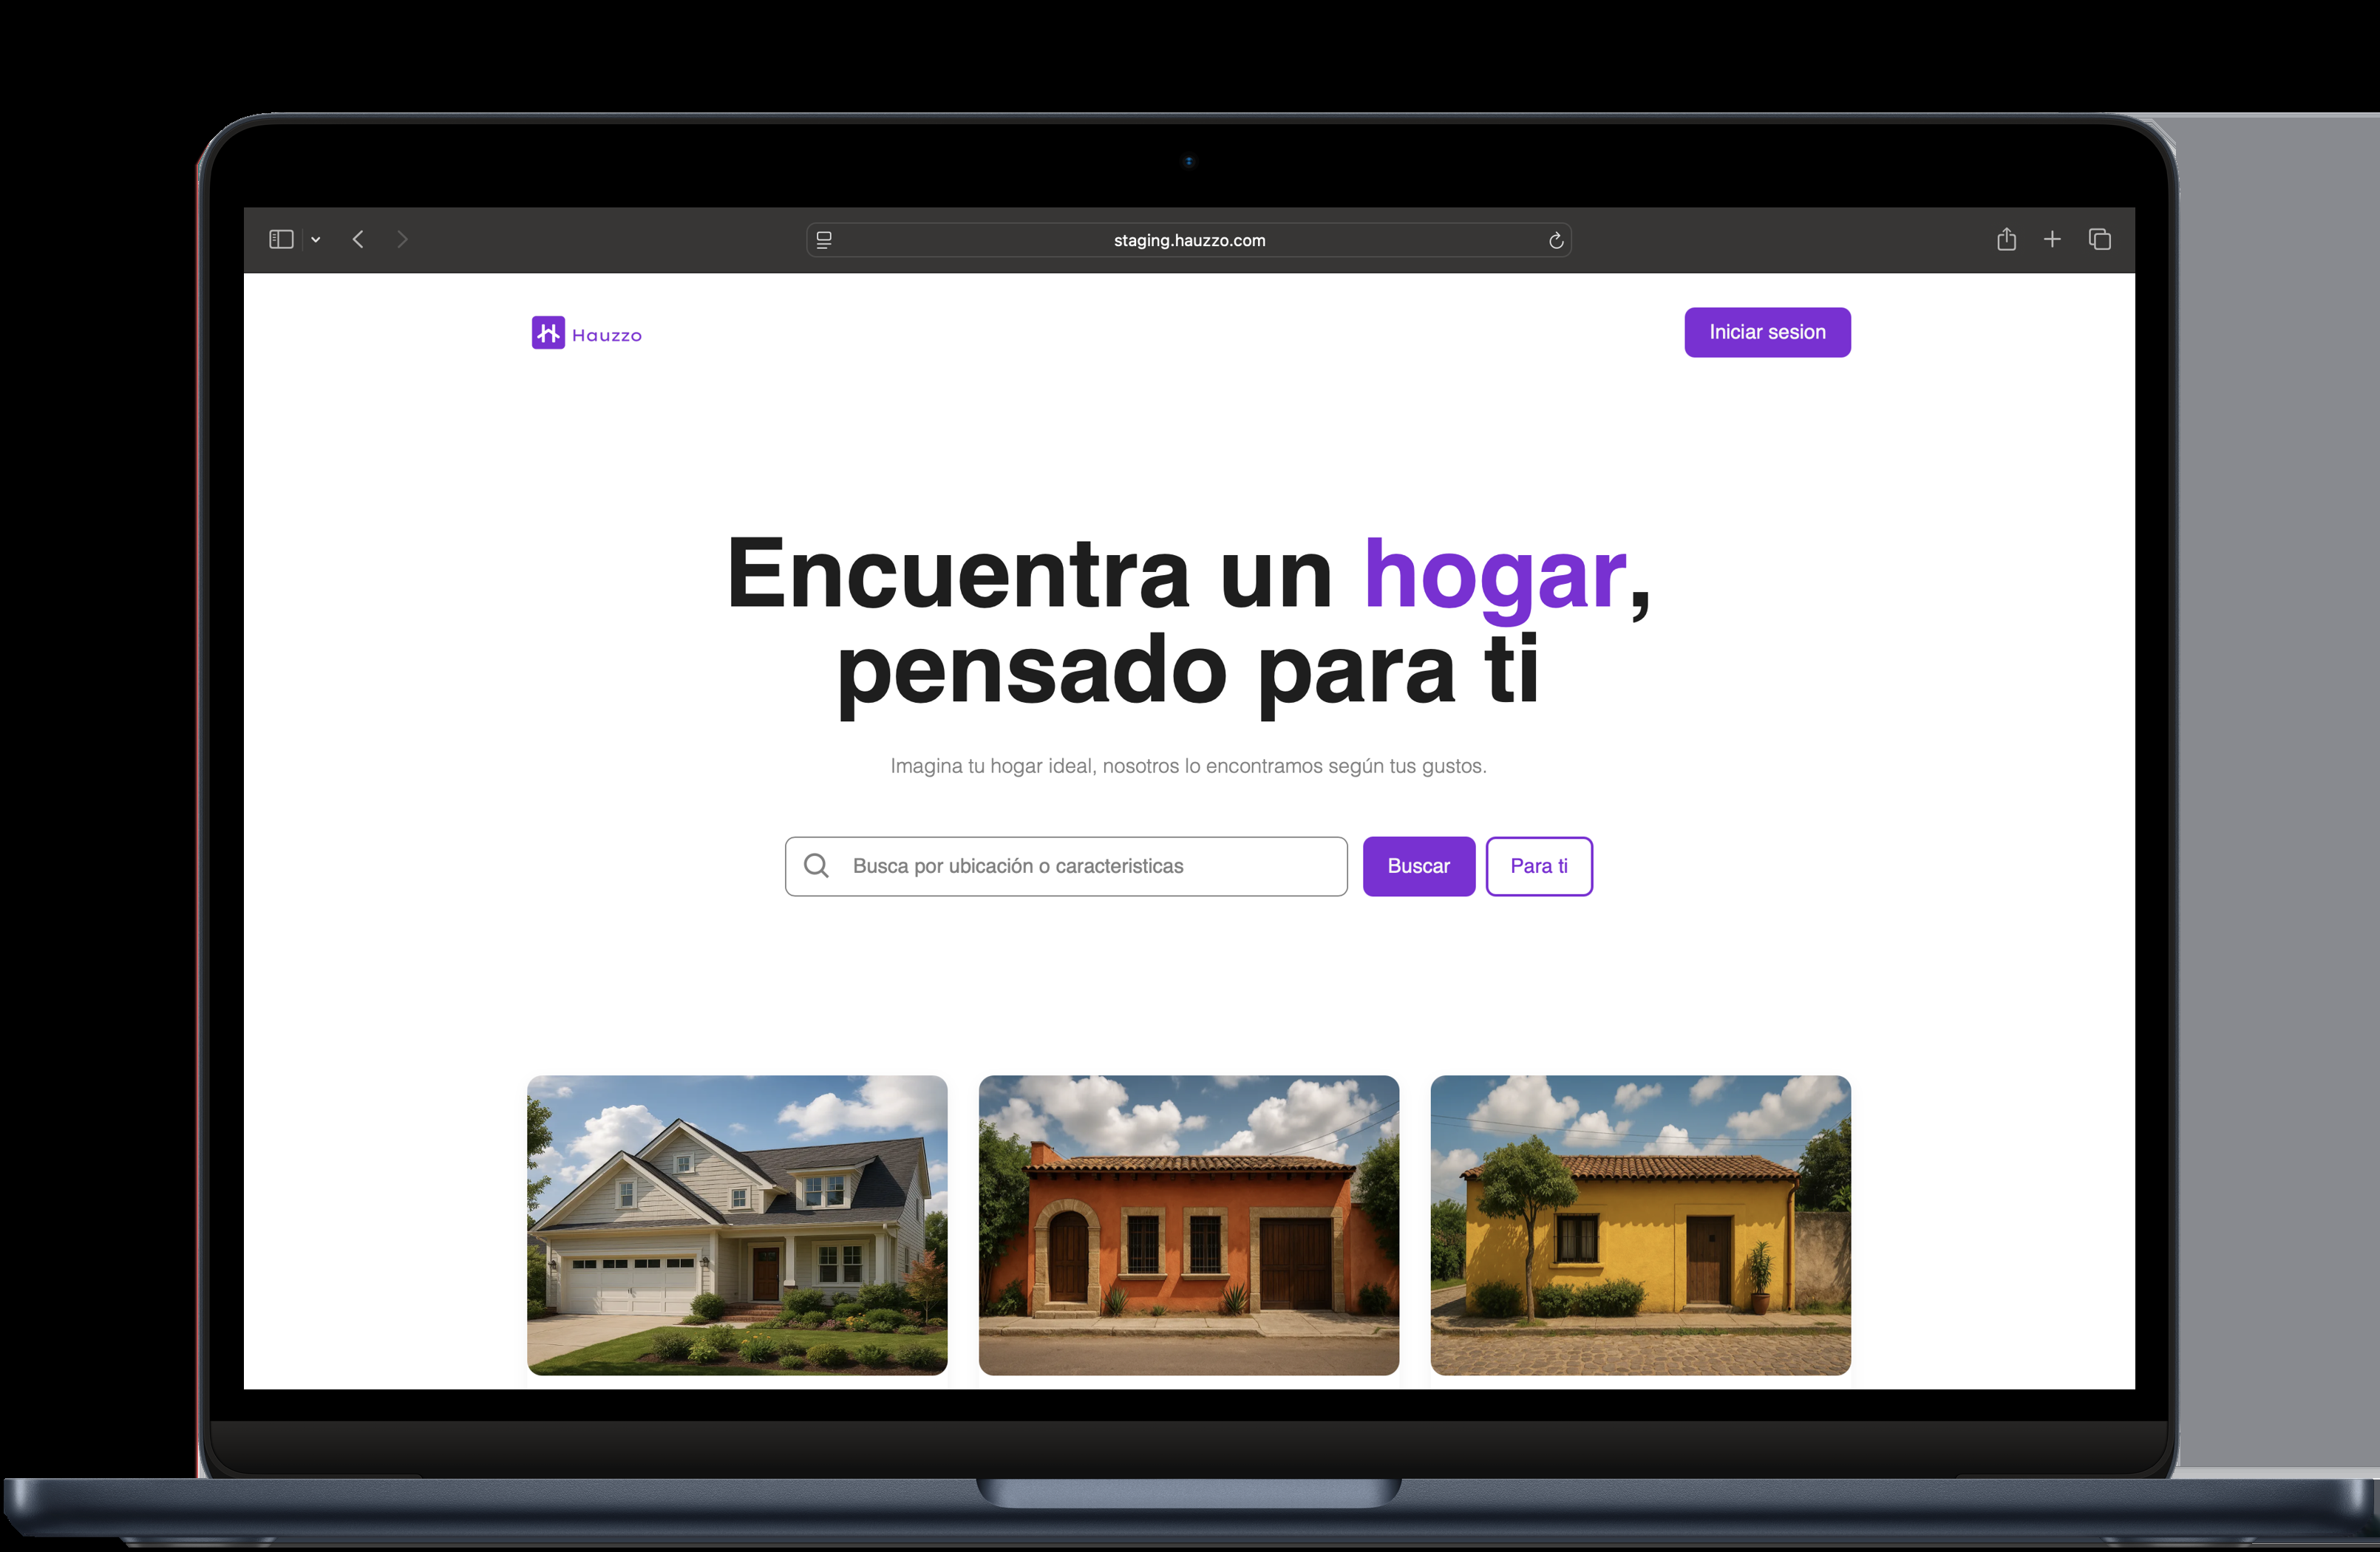 staging.hauzzo.com
Hauzzo
Iniciar sesion
Encuentra un hogar,
pensado para ti
Imagina tu hogar ideal, nosotros lo encontramos según tus gustos.
Busca por ubicación o caracteristicas
Buscar
Para ti